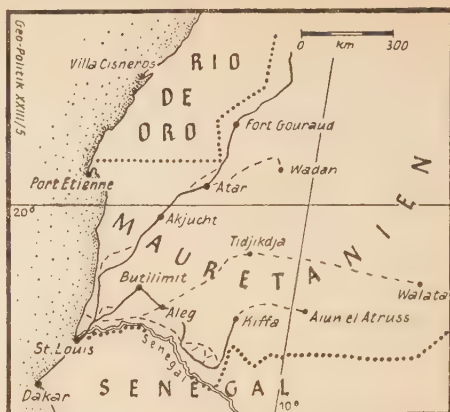 Geo-Politik XXIII/5
0 km 300
Villa Cisneros
RIO
DE
ORO
Fort Gouraud
Port Etienne
Wadan
Atar
20°
Akjucht
MAURETANIEN
Tidjikdja
Butilimit
Walata
Aleg
Kiffa
Aiun el Atruss
St. Louis
Senegal
Dakar
SENEGAL
10°